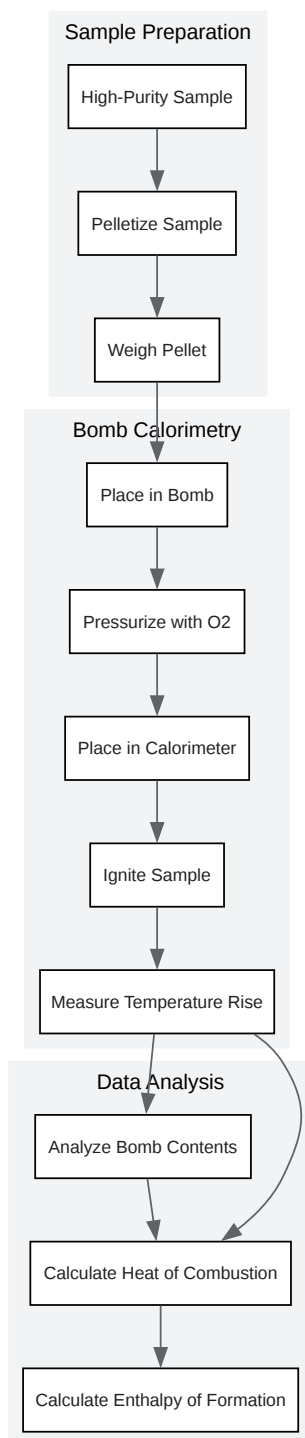 Sample Preparation
High-Purity Sample
Pelletize Sample
Weigh Pellet
Bomb Calorimetry
Place in Bomb
Pressurize with O2
Place in Calorimeter
Ignite Sample
Measure Temperature Rise
Data Analysis
Analyze Bomb Contents
Calculate Heat of Combustion
Calculate Enthalpy of Formation